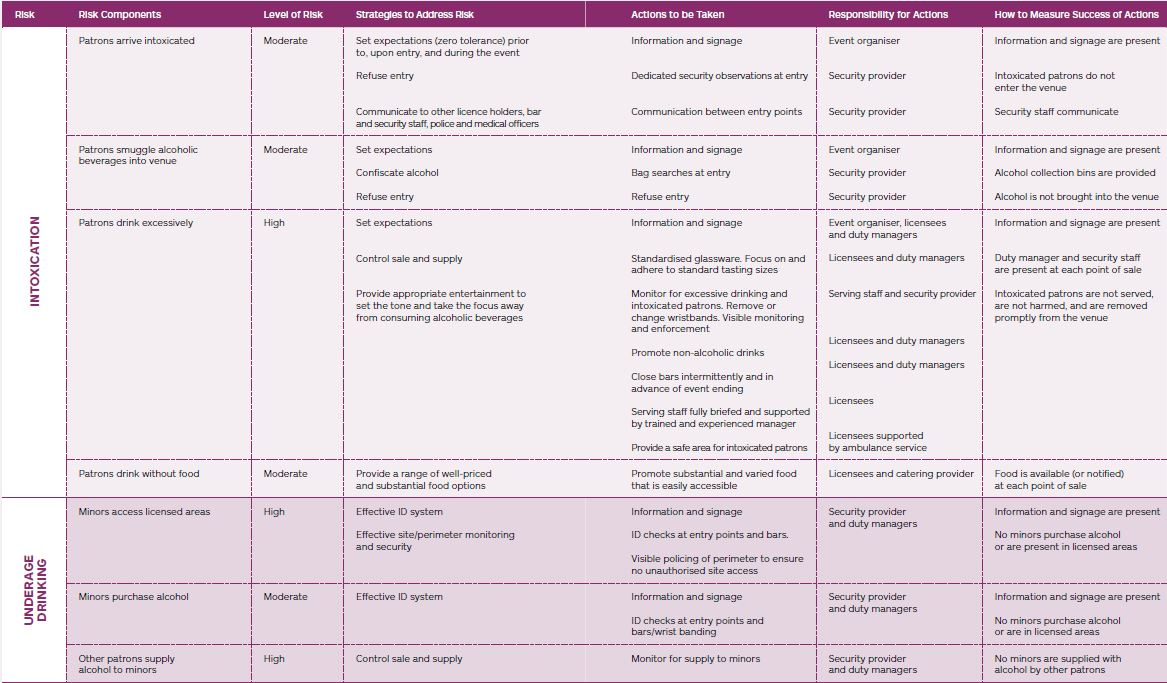 Risk
Risk Components
Level of Risk
Strategies to Address Risk
Actions to be Taken
Responsibility for Actions
How to Measure Success of Actions
INTOXICATION
Patrons arrive intoxicated
Moderate
Set expectations (zero tolerance) prior
to, upon entry, and during the event
Information and signage
Event organiser
Information and signage are present
Refuse entry
Dedicated security observations at entry
Security provider
Intoxicated patrons do not
enter the venue
Communicate to other licence holders, bar
and security staff, police and medical officers
Communication between entry points
Security provider
Security staff communicate
Patrons smuggle alcoholic
beverages into venue
Moderate
Set expectations
Information and signage
Event organiser
Information and signage are present
Confiscate alcohol
Bag searches at entry
Security provider
Alcohol collection bins are provided
Refuse entry
Refuse entry
Security provider
Alcohol is not brought into the venue
Patrons drink excessively
High
Set expectations
Information and signage
Event organiser, licensees
and duty managers
Information and signage are present
Control sale and supply
Standardised glassware. Focus on and
adhere to standard tasting sizes
Licensees and duty managers
Duty manager and security staff
are present at each point of sale
Provide appropriate entertainment to
set the tone and take the focus away
from consuming alcoholic beverages
Monitor for excessive drinking and
intoxicated patrons. Remove or
change wristbands. Visible monitoring
and enforcement
Serving staff and security provider
Intoxicated patrons are not served,
are not harmed, and are removed
promptly from the venue
Licensees and duty managers
Promote non-alcoholic drinks
Licensees and duty managers
Close bars intermittently and in
advance of event ending
Licensees
Serving staff fully briefed and supported
by trained and experienced manager
Licensees supported
by ambulance service
Provide a safe area for intoxicated patrons
Patrons drink without food
Moderate
Provide a range of well-priced
and substantial food options
Promote substantial and varied food
that is easily accessible
Licensees and catering provider
Food is available (or notified)
at each point of sale
UNDERAGE
DRINKING
Minors access licensed areas
High
Effective ID system
Information and signage
Security provider
and duty managers
Information and signage are present
Effective site/perimeter monitoring
and security
ID checks at entry points and bars.
No minors purchase alcohol
or are present in licensed areas
Visible policing of perimeter to ensure
no unauthorised site access
Minors purchase alcohol
Moderate
Effective ID system
Information and signage
Security provider
and duty managers
Information and signage are present
ID checks at entry points and
bars/wrist banding
No minors purchase alcohol
or are in licensed areas
Other patrons supply
alcohol to minors
High
Control sale and supply
Monitor for supply to minors
Security provider
and duty managers
No minors are supplied with
alcohol by other patrons